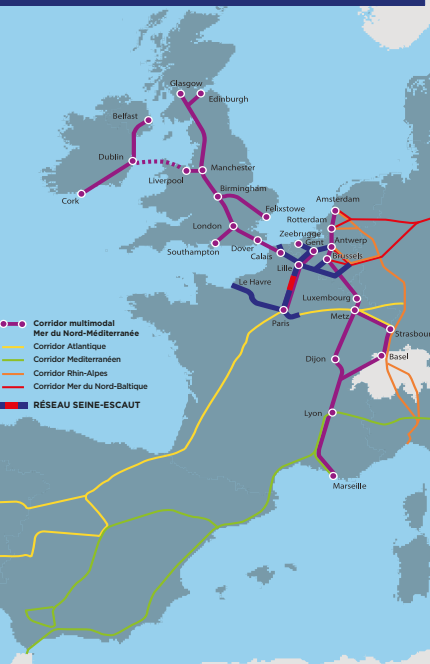 Glasgow
Edinburgh
Belfast
Dublin
Manchester
Liverpool
Cork
Birmingham
Amsterdam
Felixstowe
Rotterdam
London
Zeebrugge
Antwerp
Gent
Southampton
Dover
Calais
Brussels
Lille
Le Havre
Luxembourg
Metz
Paris
Strasbou
Corridor multimodal
Mer du Nord-Méditerranée
Corridor Atlantique
Corridor Mediterranéen
Corridor Rhin-Alpes
Corridor Mer du Nord-Baltique
RÉSEAU SEINE-ESCAUT
Dijon
Basel
Lyon
Marseille